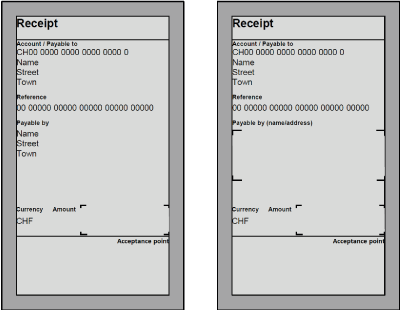 Receipt
Account / Payable to
CH00 0000 0000 0000 0000 0
Name
Street
Town
Reference
00 00000 00000 00000 00000 00000
Payable by
Name
Street
Town
Currency Amount
CHF
Acceptance point
Receipt
Account / Payable to
CH00 0000 0000 0000 0000 0
Name
Street
Town
Reference
00 00000 00000 00000 00000 00000
Payable by (name/address)
Currency Amount
CHF
Acceptance point